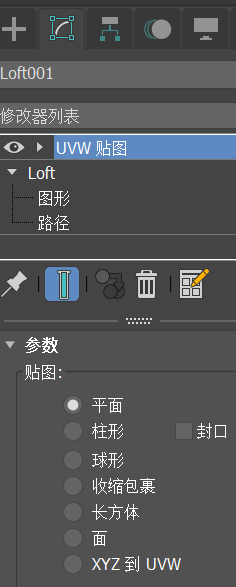 Loft001
修改器列表
UVW 贴图
Loft
图形
路径
参数
贴图:
平面
柱形 封口
球形
收缩包裹
长方体
面
XYZ 到 UVW